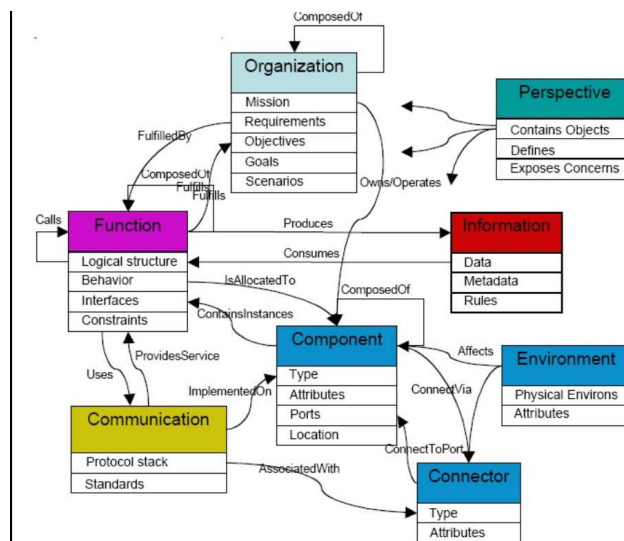 ComposedOf
Organization
Mission
Requirements
Objectives
Goals
Scenarios
Perspective
Contains Objects
Defines
Exposes Concerns
FulfilledBy
ComposedOf
Fulfills
Fulfills
Owns/Operates
Calls
Function
Logical structure
Behavior
Interfaces
Constraints
Produces
Consumes
Information
Data
Metadata
Rules
IsAllocatedTo
ContainsInstances
ComposedOf
Component
Type
Attributes
Ports
Location
Affects
Environment
Physical Environs
Attributes
Uses
ProvidesService
ImplementedOn
ConnectVia
Communication
Protocol stack
Standards
AssociatedWith
ConnectToPort
Connector
Type
Attributes